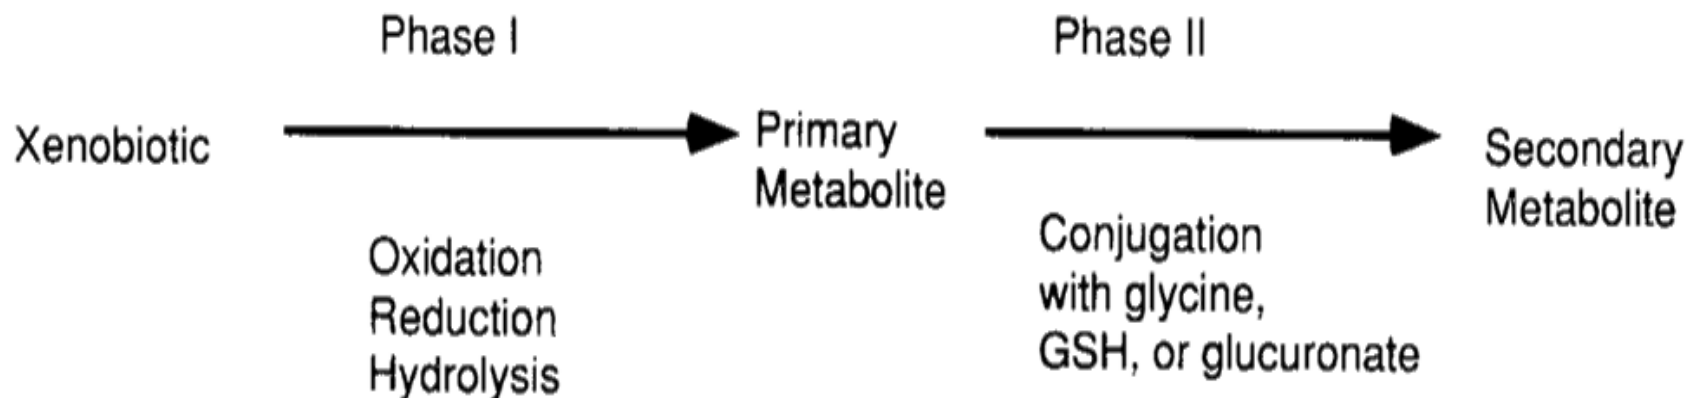 Phase I
Phase II
Xenobiotic
Primary
Metabolite
Secondary
Metabolite
Oxidation
Reduction
Hydrolysis
Conjugation
with glycine,
GSH, or glucuronate